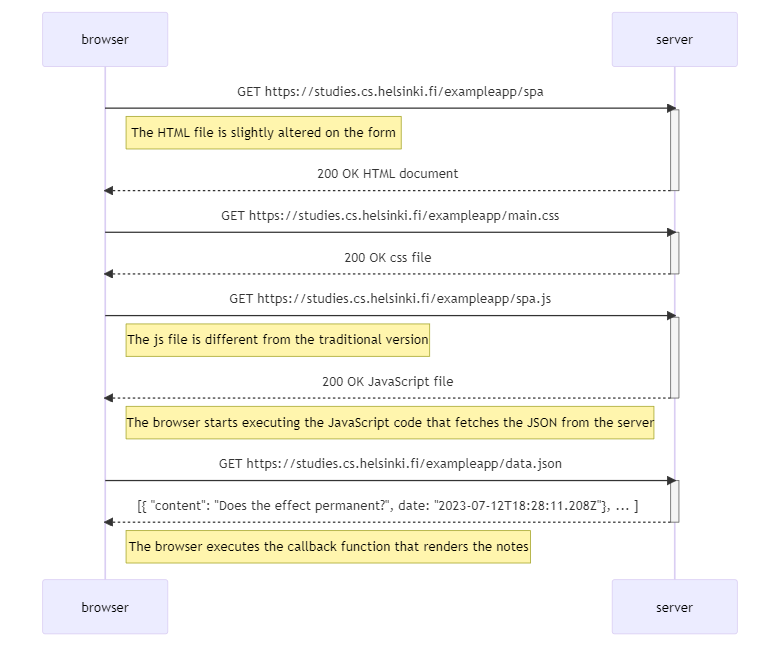 browser
server
GET https://studies.cs.helsinki.fi/exampleapp/spa
The HTML file is slightly altered on the form
200 OK HTML document
GET https://studies.cs.helsinki.fi/exampleapp/main.css
200 OK css file
GET https://studies.cs.helsinki.fi/exampleapp/spa.js
The js file is different from the traditional version
200 OK JavaScript file
The browser starts executing the JavaScript code that fetches the JSON from the server
GET https://studies.cs.helsinki.fi/exampleapp/data.json
[{ "content": "Does the effect permanent?", date: "2023-07-12T18:28:11.208Z"}, ... ]
The browser executes the callback function that renders the notes
browser
server